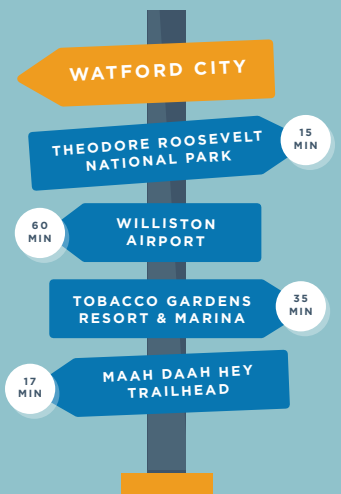 WATFORD CITY
THEODORE ROOSEVELT
NATIONAL PARK
15
MIN
60
MIN
WILLISTON
AIRPORT
TOBACCO GARDENS
RESORT & MARINA
35
MIN
17
MIN
MAAH DAAH HEY
TRAILHEAD